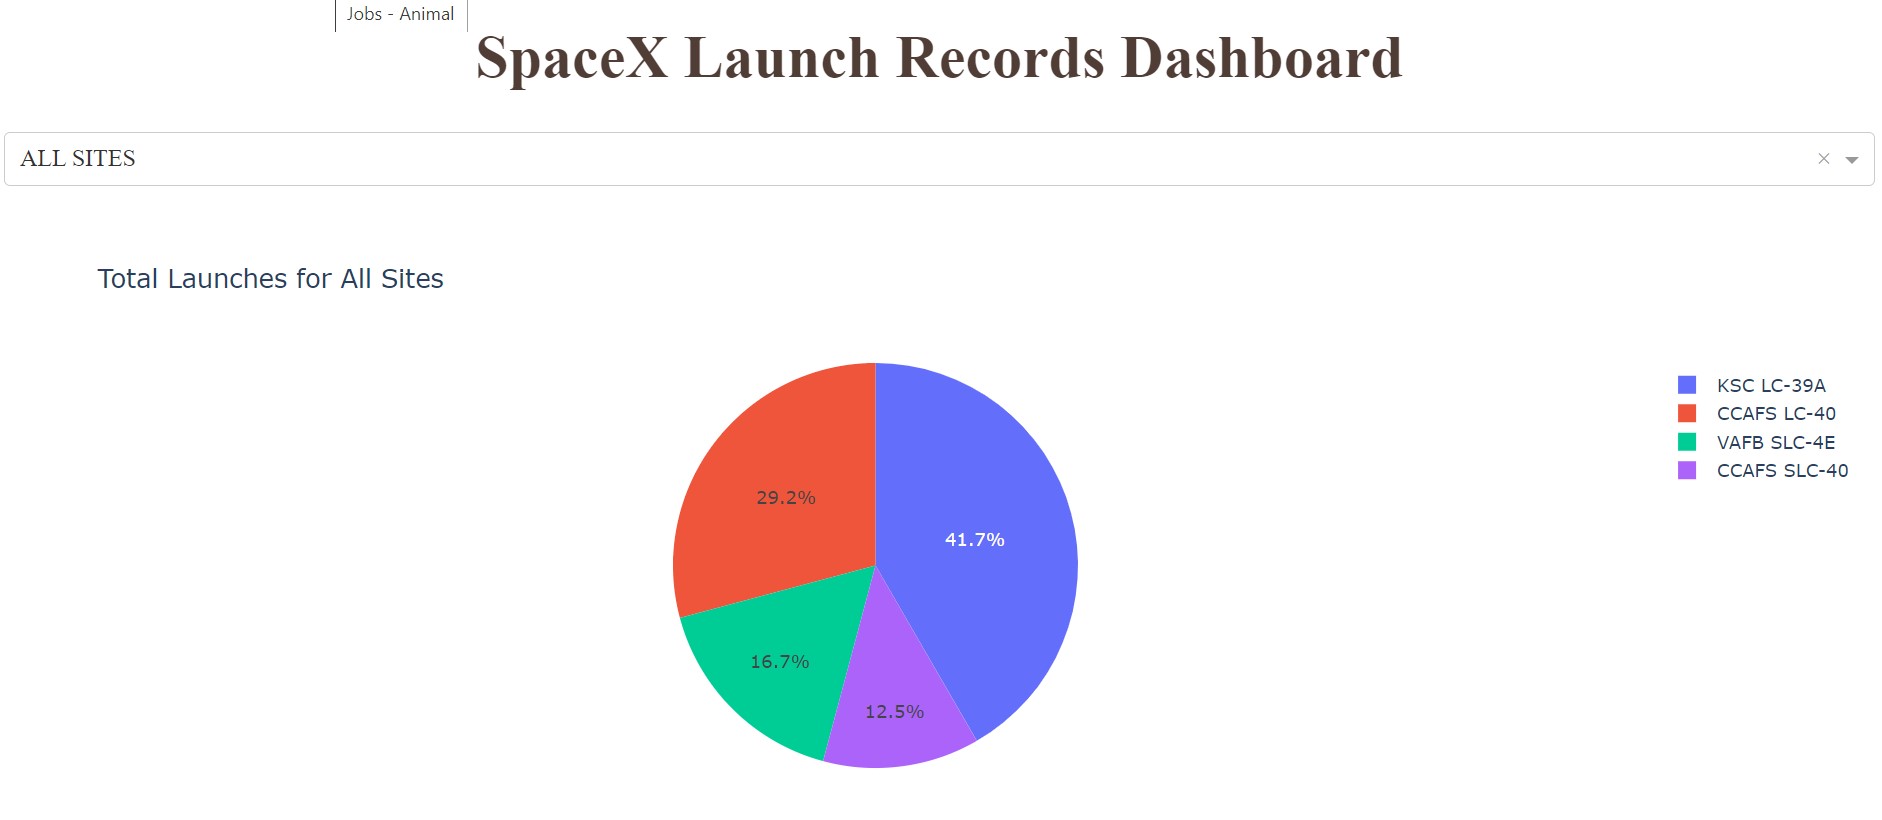 Jobs - Animal
SpaceX Launch Records Dashboard
ALL SITES
Total Launches for All Sites
KSC LC-39A
CCAFS LC-40
VAFB SLC-4E
CCAFS SLC-40
29.2%
41.7%
16.7%
12.5%